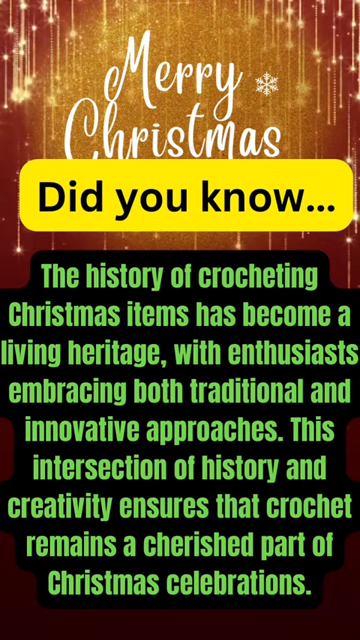 Merry
Christmas
Did you know...
The history of crocheting
Christmas items has become a
living heritage, with enthusiasts
embracing both traditional and
innovative approaches. This
intersection of history and
creativity ensures that crochet
remains a cherished part of
Christmas celebrations.